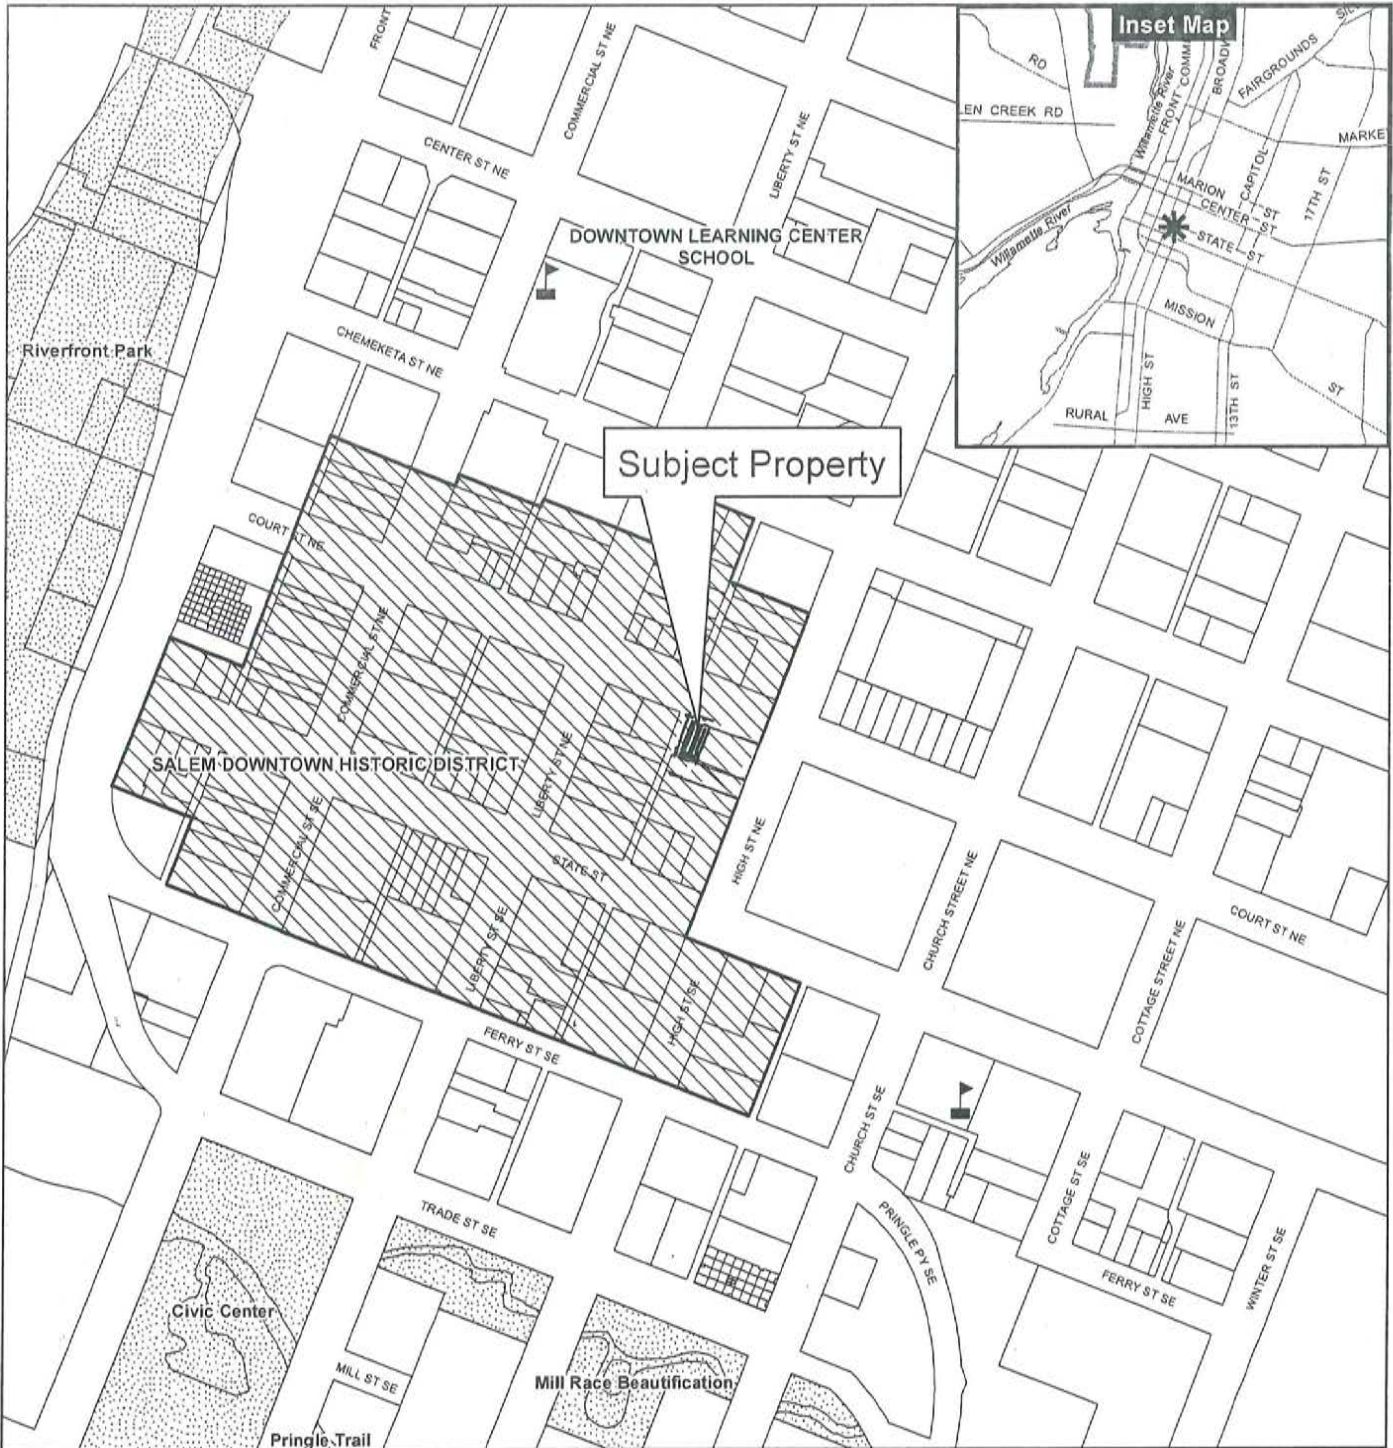 FRONT
COMMERCIAL ST NE
CENTER ST NE
LIBERTY ST NE
DOWNTOWN LEARNING CENTER
SCHOOL
Riverfront Park
CHEMEKETA ST NE
Inset Map
RD
LEN CREEK RD
Willamette River
FRONT
COMM
BROADW
FAIRGROUNDS
MARKE
MARION
ST
CENTER
ST
CAPITOL
17TH ST
Willamette River
STATE ST
MISSION
ST
HIGH ST
13TH ST
RURAL
AVE
Subject Property
COURT ST NE
COMMERCIAL ST NE
LIBERTY ST NE
SALEM DOWNTOWN HISTORIC DISTRICT
COMMERCIAL ST SE
STATE ST
LIBERTY ST SE
HIGH ST NE
HIGH ST SE
CHURCH STREET NE
COTTAGE STREET NE
COURT ST NE
FERRY ST SE
CHURCH ST SE
COTTAGE ST SE
PRINGLE PY SE
FERRY ST SE
WINTER ST SE
TRADE ST SE
Civic Center
MILL ST SE
Mill Race Beautification
Pringle Trail